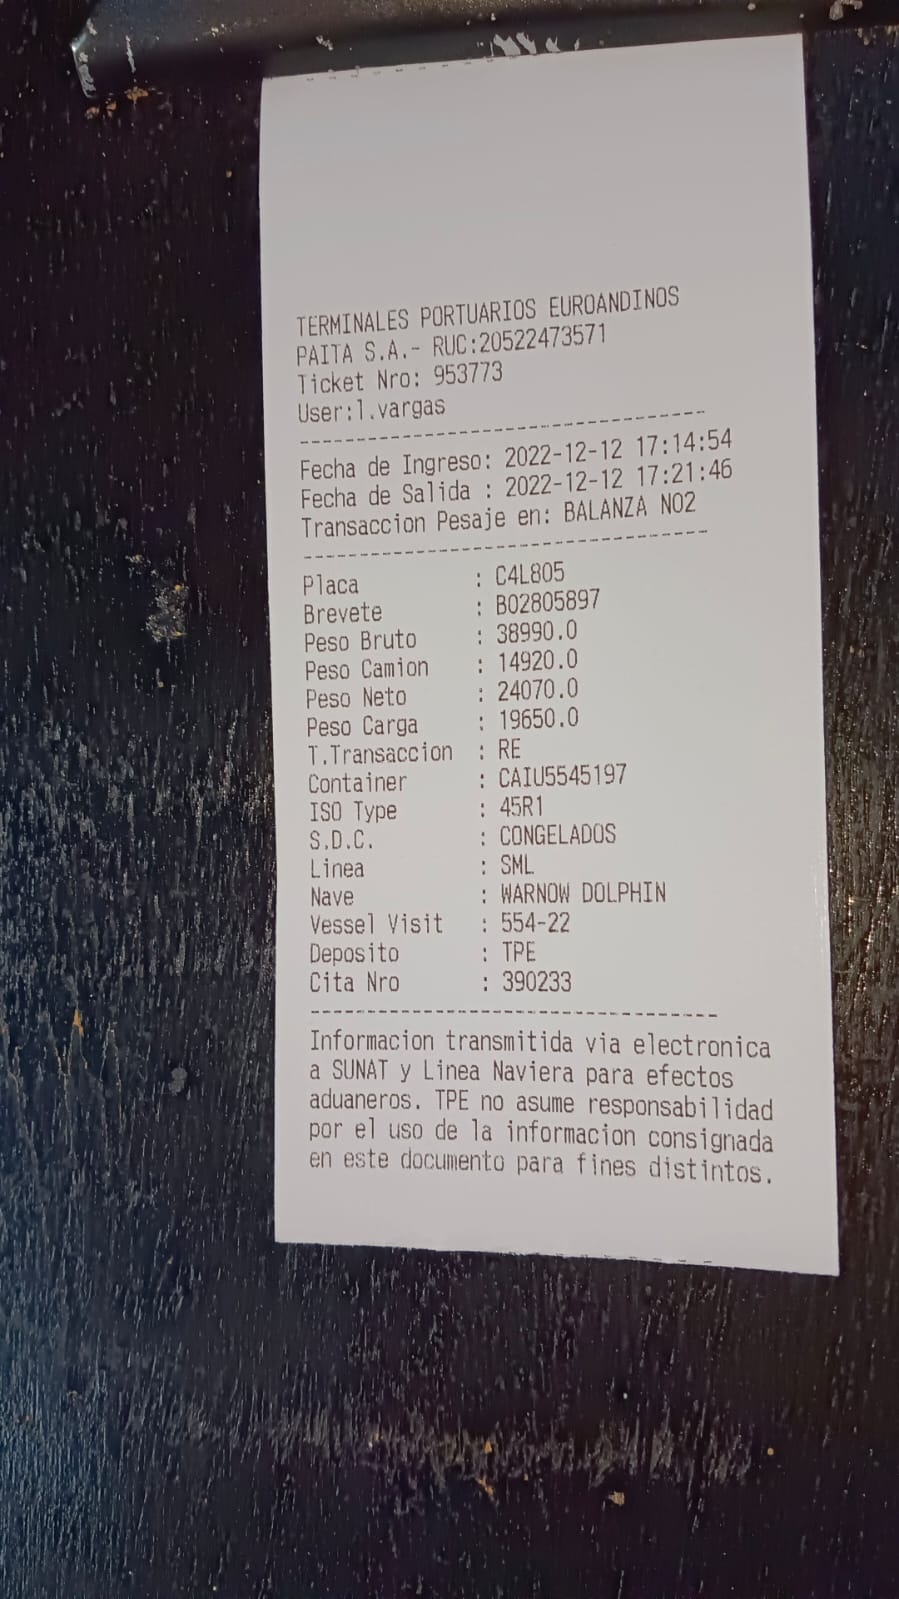 TERMINALES PORTUARIOS EUROANDINOS
PAITA S.A.- RUC:20522473571
Ticket Nro: 953773
User:l.vargas
------------------------------------
Fecha de Ingreso: 2022-12-12 17:14:54
Fecha de Salida : 2022-12-12 17:21:46
Transaccion Pesaje en: BALANZA NO2
------------------------------------
Placa : C4L805
Brevete : B02805897
Peso Bruto : 38990.0
Peso Camion : 14920.0
Peso Neto : 24070.0
Peso Carga : 19650.0
T.Transaccion : RE
Container : CAIU5545197
ISO Type : 45R1
S.D.C. : CONGELADOS
Linea : SML
Nave : WARNOW DOLPHIN
Vessel Visit : 554-22
Deposito : TPE
Cita Nro : 390233
------------------------------------
Informacion transmitida via electronica
a SUNAT y Linea Naviera para efectos
aduaneros. TPE no asume responsabilidad
por el uso de la informacion consignada
en este documento para fines distintos.